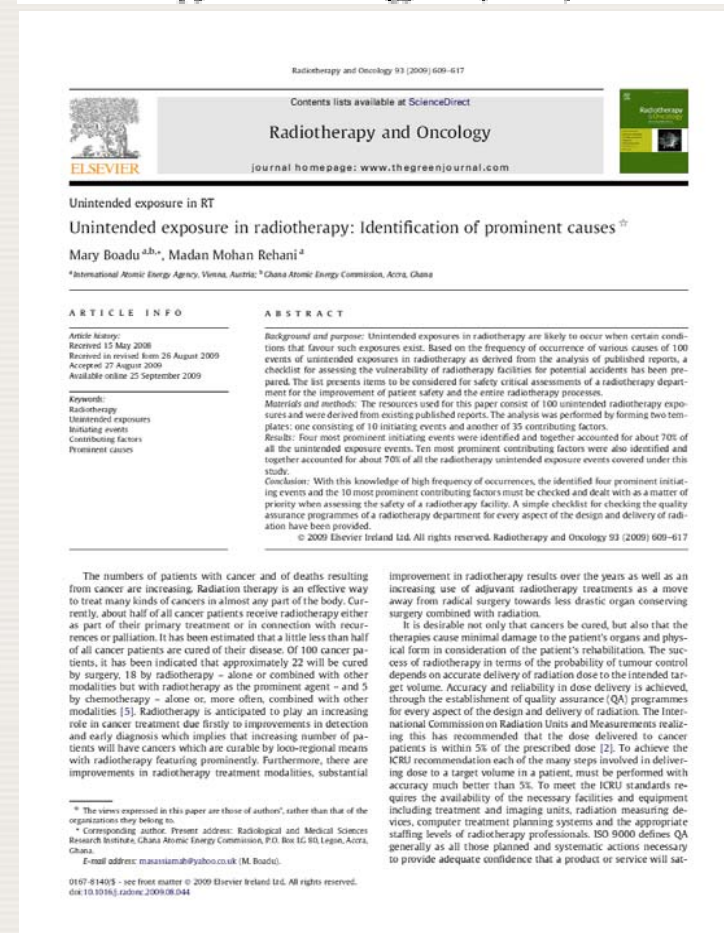 Radiotherapy and Oncology 93 (2009) 609–617
Contents lists available at ScienceDirect
Radiotherapy and Oncology
journal homepage: www.thegreenjournal.com
ELSEVIER
Radiotherapy
&Oncology
Unintended exposure in RT
Unintended exposure in radiotherapy: Identification of prominent causes ☆
Mary Boadu a,b,*, Madan Mohan Rehani a
a International Atomic Energy Agency, Vienna, Austria; b Ghana Atomic Energy Commission, Accra, Ghana
ARTICLE INFO
Article history:
Received 15 May 2008
Received in revised form 26 August 2009
Accepted 27 August 2009
Available online 25 September 2009
Keywords:
Radiotherapy
Unintended exposures
Initiating events
Contributing factors
Prominent causes
ABSTRACT
Background and purpose: Unintended exposures in radiotherapy are likely to occur when certain condi-
tions that favour such exposures exist. Based on the frequency of occurrence of various causes of 100
events of unintended exposures in radiotherapy as derived from the analysis of published reports, a
checklist for assessing the vulnerability of radiotherapy facilities for potential accidents has been pre-
pared. The list presents items to be considered for safety critical assessments of a radiotherapy depart-
ment for the improvement of patient safety and the entire radiotherapy processes.
Materials and methods: The resources used for this paper consist of 100 unintended radiotherapy expo-
sures and were derived from existing published reports. The analysis was performed by forming two tem-
plates: one consisting of 10 initiating events and another of 35 contributing factors.
Results: Four most prominent initiating events were identified and together accounted for about 70% of
all the unintended exposure events. Ten most prominent contributing factors were also identified and
together accounted for about 70% of all the radiotherapy unintended exposure events covered under this
study.
Conclusion: With this knowledge of high frequency of occurrences, the identified four prominent initiat-
ing events and the 10 most prominent contributing factors must be checked and dealt with as a matter of
priority when assessing the safety of a radiotherapy facility. A simple checklist for checking the quality
assurance programmes of a radiotherapy department for every aspect of the design and delivery of radi-
ation have been provided.
© 2009 Elsevier Ireland Ltd. All rights reserved. Radiotherapy and Oncology 93 (2009) 609–617
The numbers of patients with cancer and of deaths resulting
from cancer are increasing. Radiation therapy is an effective way
to treat many kinds of cancers in almost any part of the body. Cur-
rently, about half of all cancer patients receive radiotherapy either
as part of their primary treatment or in connection with recur-
rences or palliation. It has been estimated that a little less than half
of all cancer patients are cured of their disease. Of 100 cancer pa-
tients, it has been indicated that approximately 22 will be cured
by surgery, 18 by radiotherapy – alone or combined with other
modalities but with radiotherapy as the prominent agent – and 5
by chemotherapy – alone or, more often, combined with other
modalities [5]. Radiotherapy is anticipated to play an increasing
role in cancer treatment due firstly to improvements in detection
and early diagnosis which implies that increasing number of pa-
tients will have cancers which are curable by loco-regional means
with radiotherapy featuring prominently. Furthermore, there are
improvements in radiotherapy treatment modalities, substantial
☆ The views expressed in this paper are those of authors', rather than that of the
organizations they belong to.
* Corresponding author. Present address: Radiological and Medical Sciences
Research Institute, Ghana Atomic Energy Commission, P.O. Box LG 80, Legon, Accra,
Ghana.
E-mail address: masassiamah@yahoo.co.uk (M. Boadu).
0167-8140/$ - see front matter © 2009 Elsevier Ireland Ltd. All rights reserved.
doi:10.1016/j.radonc.2009.08.044
improvement in radiotherapy results over the years as well as an
increasing use of adjuvant radiotherapy treatments as a move
away from radical surgery towards less drastic organ conserving
surgery combined with radiation.
It is desirable not only that cancers be cured, but also that the
therapies cause minimal damage to the patient's organs and phys-
ical form in consideration of the patient's rehabilitation. The suc-
cess of radiotherapy in terms of the probability of tumour control
depends on accurate delivery of radiation dose to the intended tar-
get volume. Accuracy and reliability in dose delivery is achieved,
through the establishment of quality assurance (QA) programmes
for every aspect of the design and delivery of radiation. The Inter-
national Commission on Radiation Units and Measurements realiz-
ing this has recommended that the dose delivered to cancer
patients is within 5% of the prescribed dose [2]. To achieve the
ICRU recommendation each of the many steps involved in deliver-
ing dose to a target volume in a patient, must be performed with
accuracy much better than 5%. To meet the ICRU standards re-
quires the availability of the necessary facilities and equipment
including treatment and imaging units, radiation measuring de-
vices, computer treatment planning systems and the appropriate
staffing levels of radiotherapy professionals. ISO 9000 defines QA
generally as all those planned and systematic actions necessary
to provide adequate confidence that a product or service will sat-